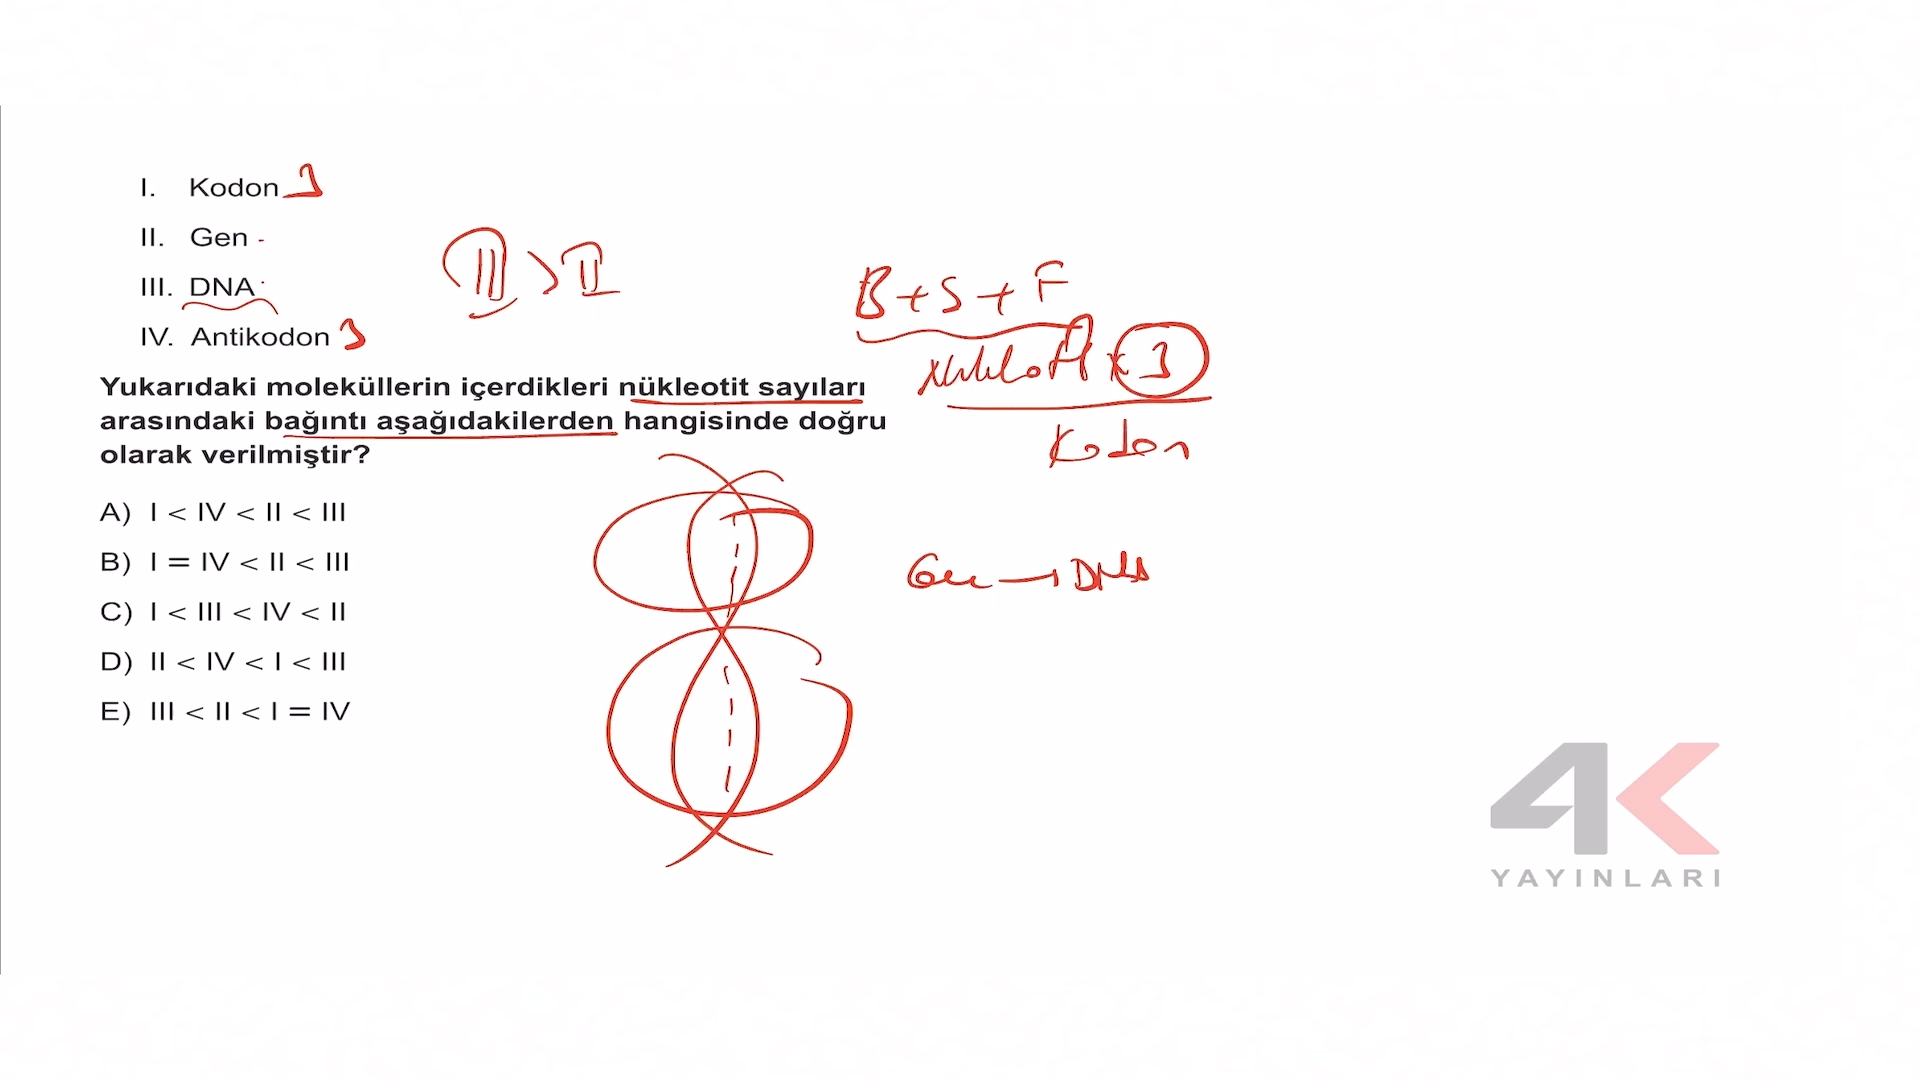 I. Kodon 3
II. Gen
III. DNA
IV. Antikodon 3
III > II
B + S + F
Nükleotit x 3
Kodon
Yukarıdaki moleküllerin içerdikleri nükleotit sayıları
arasındaki bağıntı aşağıdakilerden hangisinde doğru
olarak verilmiştir?
A) I < IV < II < III
B) I = IV < II < III
C) I < III < IV < II
D) II < IV < I < III
E) III < II < I = IV
Gen → DNA
4K
YAYINLARI